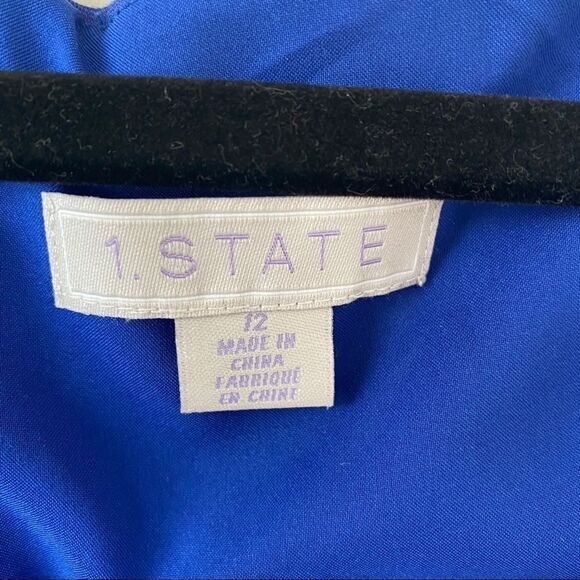 1. STATE
12
MADE IN
CHINA
FABRIQUÉ
EN CHINE